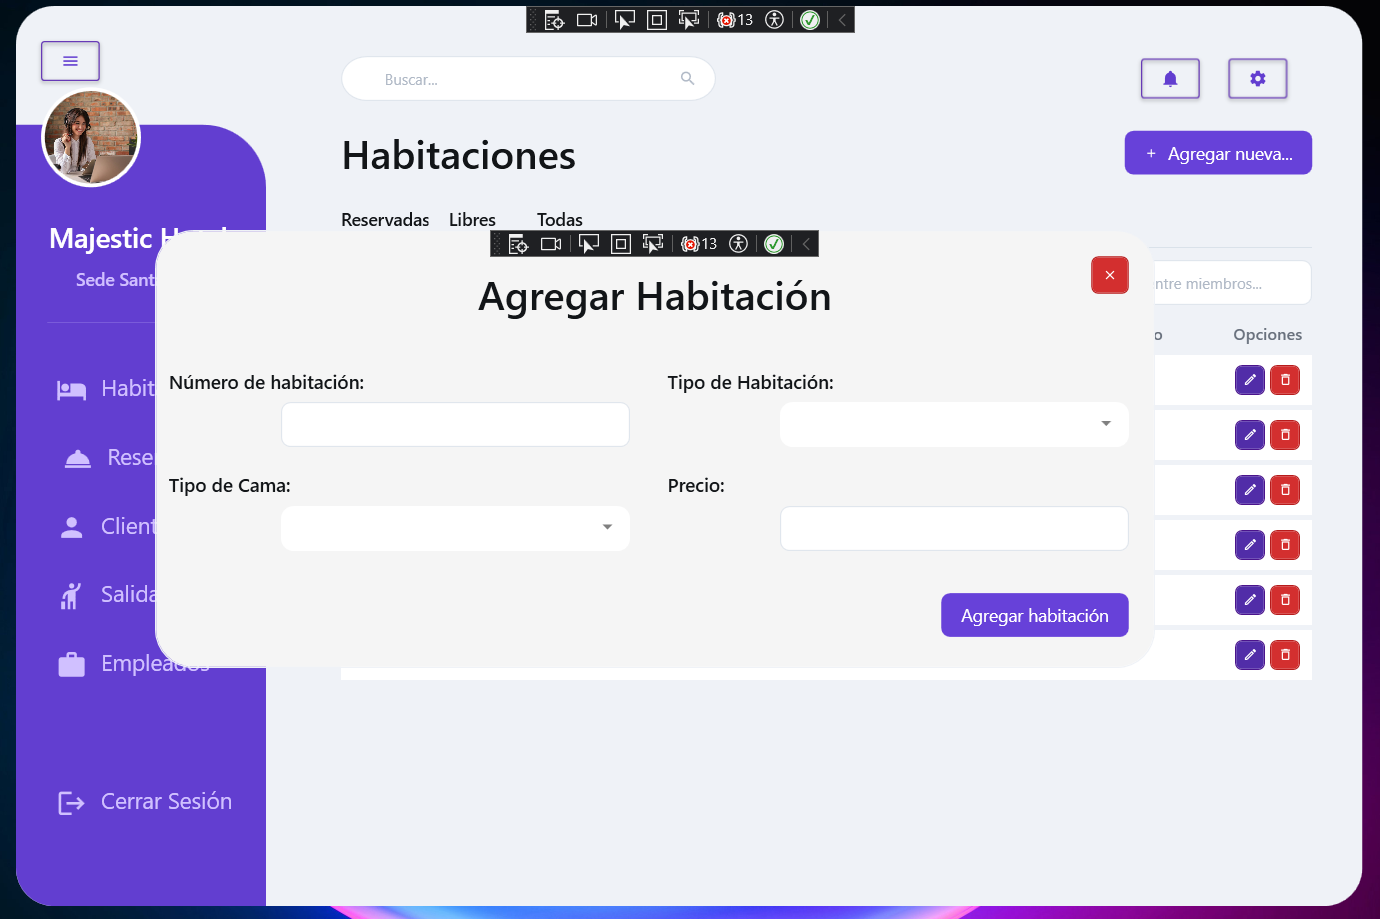 13
Buscar...
Habitaciones
+ Agregar nueva...
Reservadas Libres Todas
Majestic
Sede Sant
13
Agregar Habitación
ntre miembros...
o Opciones
Número de habitación:
Tipo de Habitación:
Habit
Reser
Tipo de Cama:
Precio:
Client
Salida
Agregar habitación
Empleados
Cerrar Sesión